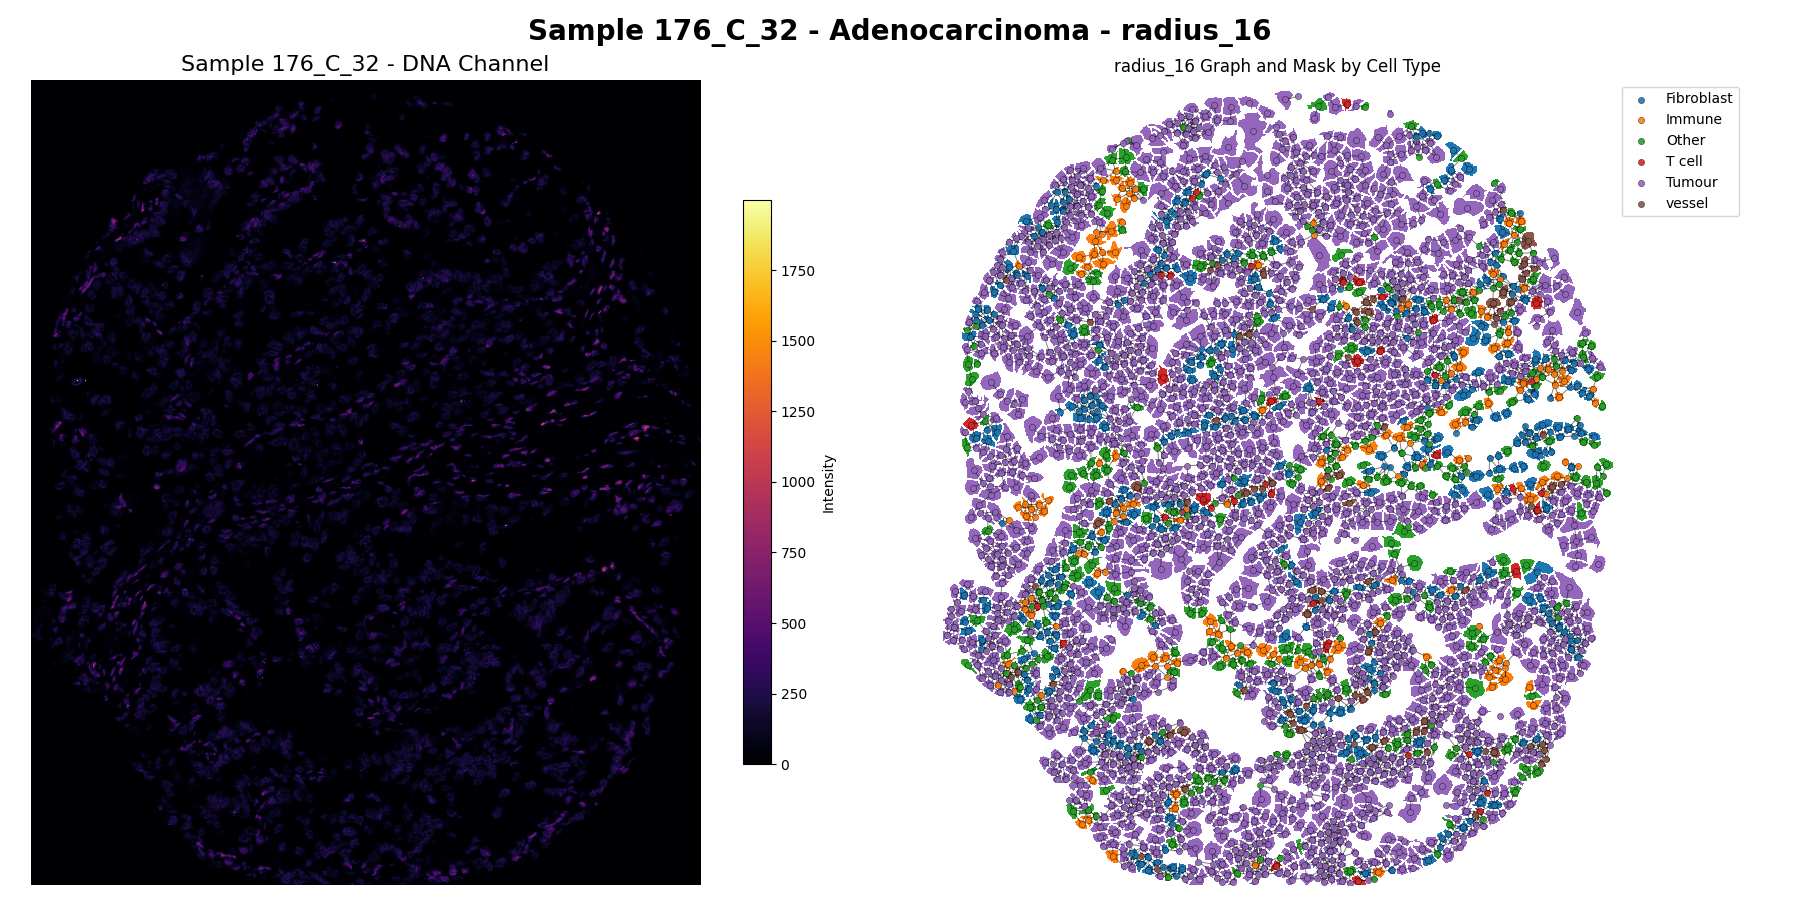 Sample 176_C_32 - Adenocarcinoma - radius_16
Sample 176_C_32 - DNA Channel
radius_16 Graph and Mask by Cell Type
Fibroblast
Immune
Other
T cell
Tumour
vessel
1750
1500
1250
1000
750
500
250
0
Intensity